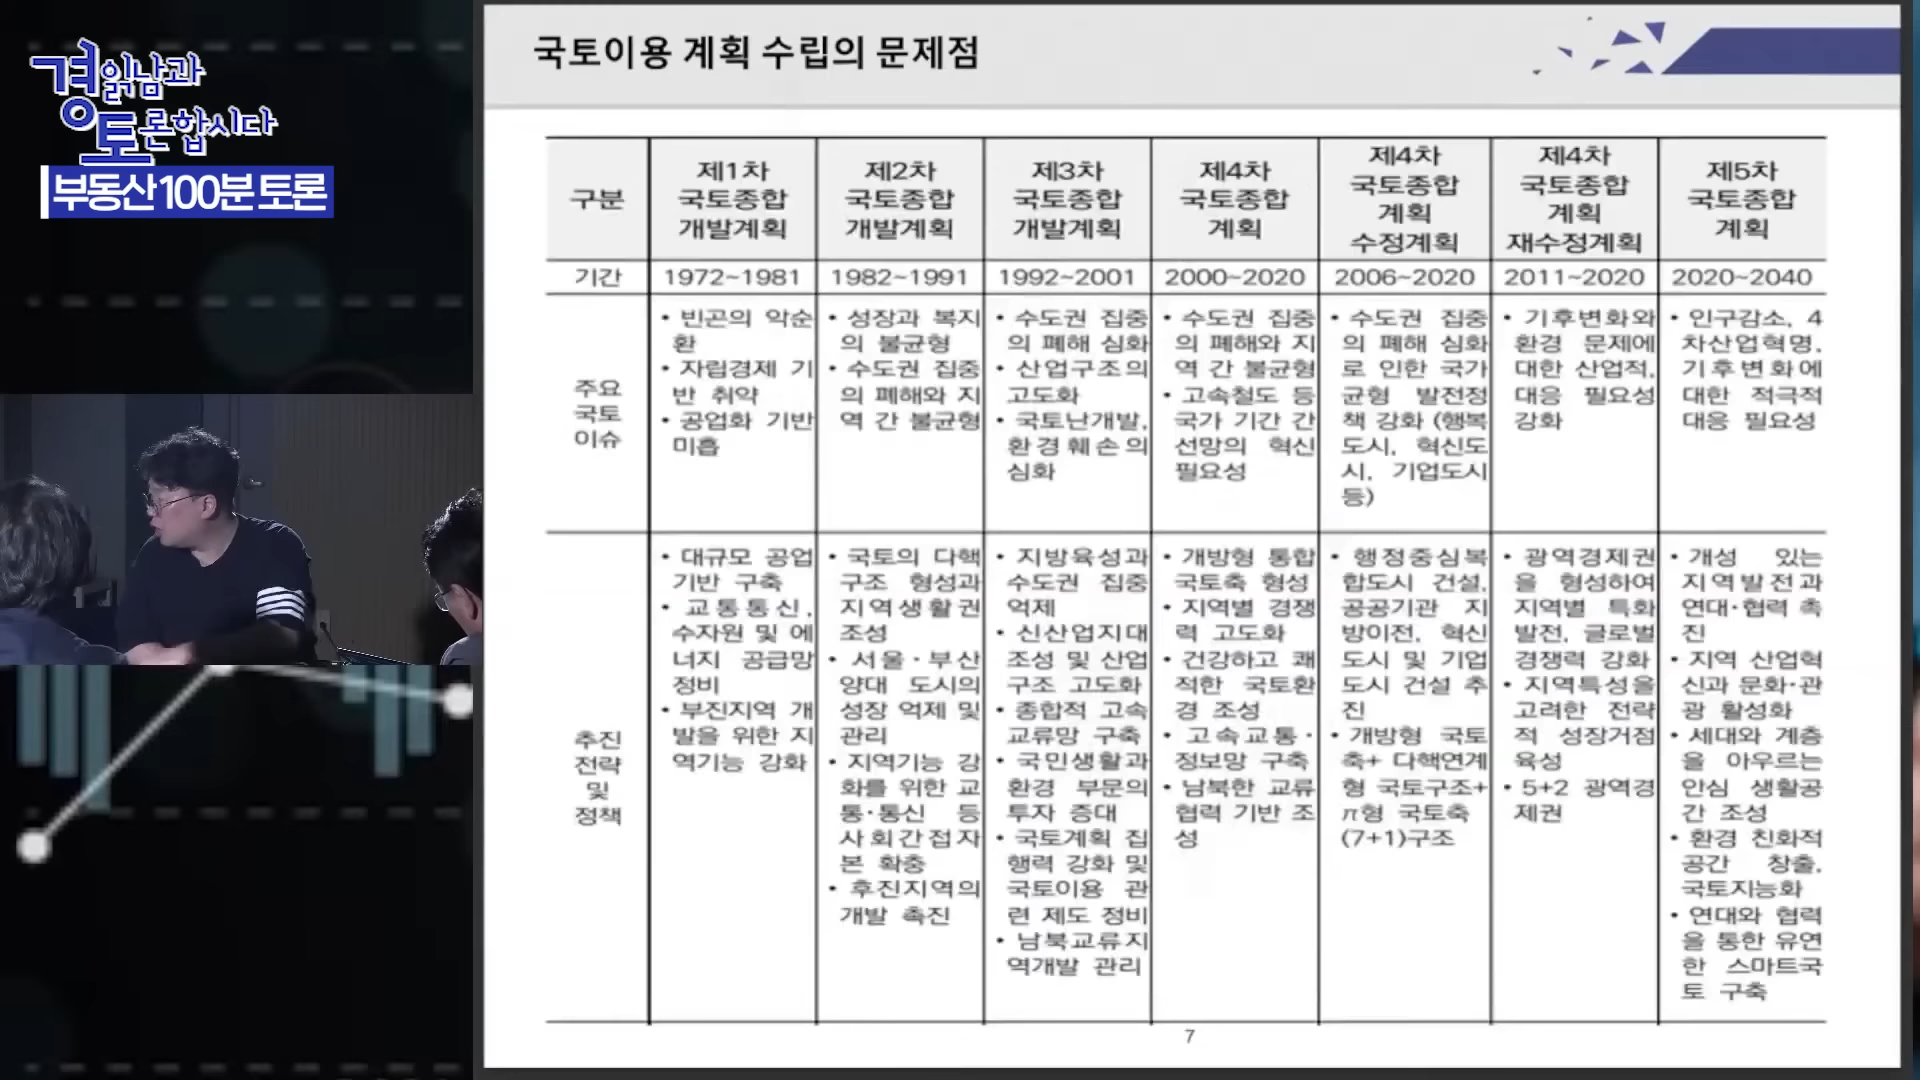 경읽남과
토론합시다
부동산100분 토론
국토이용 계획 수립의 문제점
구분
제1차
국토종합
개발계획
제2차
국토종합
개발계획
제3차
국토종합
개발계획
제4차
국토종합
계획
제4차
국토종합
계획
수정계획
제4차
국토종합
계획
재수정계획
제5차
국토종합
계획
기간
1972~1981
1982~1991
1992~2001
2000~2020
2006~2020
2011~2020
2020~2040
주요
국토
이슈
• 빈곤의 악순
환
• 자립경제 기
반 취약
• 공업화 기반
미흡
• 성장과 복지
의 불균형
• 수도권 집중
의 폐해와 지
역 간 불균형
• 수도권 집중
의 폐해 심화
• 산업구조의
고도화
• 국토난개발,
환경훼손의
심화
• 수도권 집중
의 폐해와 지
역 간 불균형
• 고속철도 등
국가 기간 간
선망의 혁신
필요성
• 수도권 집중
의 폐해 심화
로 인한 국가
균형 발전정
책 강화 (행복
도시, 혁신도
시, 기업도시
등)
• 기후변화와
환경 문제에
대한 산업적,
대응 필요성
강화
• 인구감소, 4
차산업혁명,
기후변화에
대한 적극적
대응 필요성
추진
전략
및
정책
• 대규모 공업
기반 구축
• 교통통신,
수자원 및 에
너지 공급망
정비
• 부진지역 개
발을 위한 지
역기능 강화
• 국토의 다핵
구조 형성과
지역생활권
조성
• 서울·부산
양대 도시의
성장 억제 및
관리
• 지역기능 강
화를 위한 교
통·통신 등
사회간접자
본 확충
• 후진지역의
개발 촉진
• 지방육성과
수도권 집중
억제
• 신산업지대
조성 및 산업
구조 고도화
• 종합적 고속
교류망 구축
• 국민생활과
환경 부문의
투자 증대
• 국토계획 집
행력 강화 및
국토이용 관
련 제도 정비
• 남북교류지
역개발 관리
• 개방형 통합
국토축 형성
• 지역별 경쟁
력 고도화
• 건강하고 쾌
적한 국토환
경 조성
• 고속교통·
정보망 구축
• 남북한 교류
협력 기반 조
성
• 행정중심복
합도시 건설,
공공기관 지
방이전, 혁신
도시 및 기업
도시 건설 추
진
• 개방형 국토
축+ 다핵연계
형 국토구조+
π형 국토축
(7+1)구조
• 광역경제권
을 형성하여
지역별 특화
발전, 글로벌
경쟁력 강화
• 지역특성을
고려한 전략
적 성장거점
육성
• 5+2 광역경
제권
• 개성 있는
지역발전과
연대·협력 촉
진
• 지역 산업혁
신과 문화·관
광 활성화
• 세대와 계층
을 아우르는
안심 생활공
간 조성
• 환경 친화적
공간 창출,
국토지능화
• 연대와 협력
을 통한 유연
한 스마트국
토 구축
7